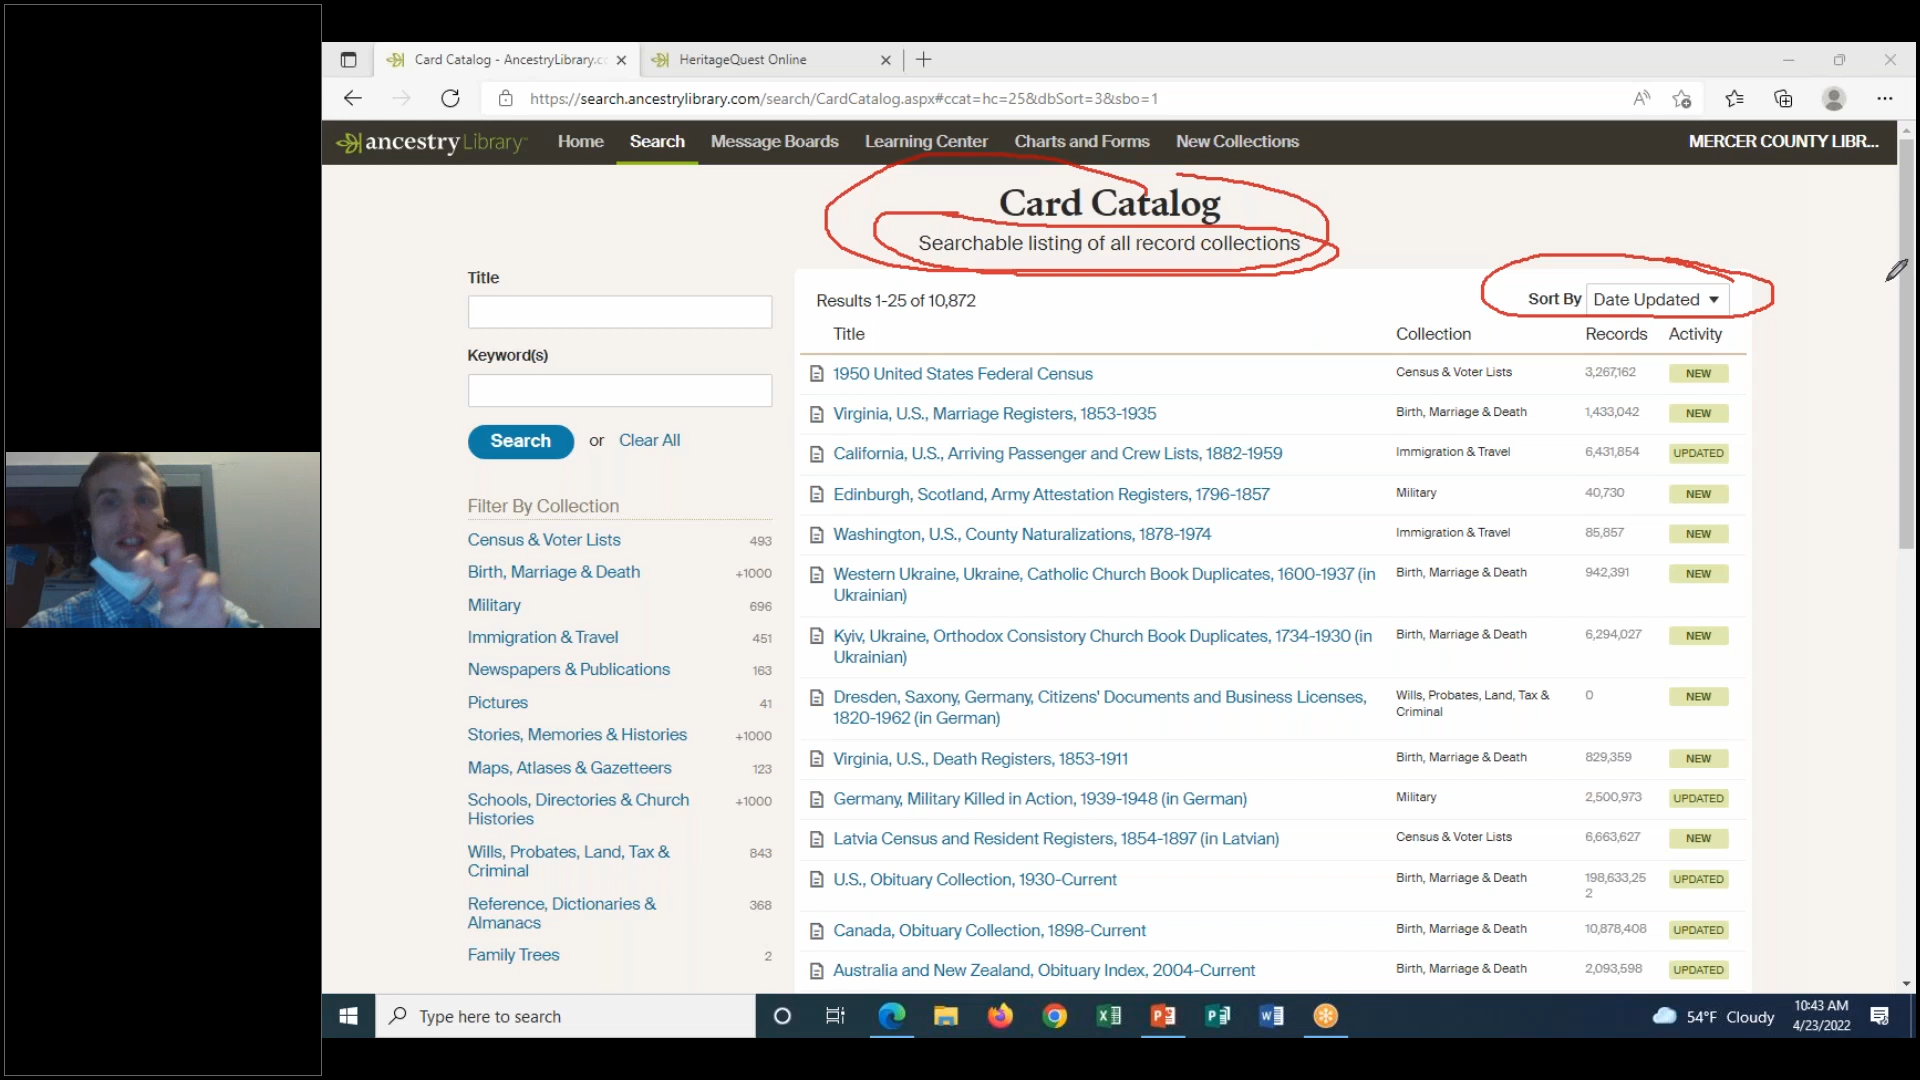 Card Catalog - AncestryLibrary.c
HeritageQuest Online
https://search.ancestrylibrary.com/search/CardCatalog.aspx#ccat=hc=25&dbSort=3&sbo=1
ancestryLibrary
Home Search Message Boards Learning Center Charts and Forms New Collections MERCER COUNTY LIBR...
Card Catalog
Searchable listing of all record collections
Title
Keyword(s)
Search or Clear All
Filter By Collection
Census & Voter Lists 493
Birth, Marriage & Death +1000
Military 696
Immigration & Travel 451
Newspapers & Publications 163
Pictures 41
Stories, Memories & Histories +1000
Maps, Atlases & Gazetteers 123
Schools, Directories & Church +1000
Histories
Wills, Probates, Land, Tax & 843
Criminal
Reference, Dictionaries & 368
Almanacs
Family Trees 2
Sort By Date Updated
Results 1-25 of 10,872
Title Collection Records Activity
1950 United States Federal Census Census & Voter Lists 3,267,162 NEW
Virginia, U.S., Marriage Registers, 1853-1935 Birth, Marriage & Death 1,433,042 NEW
California, U.S., Arriving Passenger and Crew Lists, 1882-1959 Immigration & Travel 6,431,854 UPDATED
Edinburgh, Scotland, Army Attestation Registers, 1796-1857 Military 40,730 NEW
Washington, U.S., County Naturalizations, 1878-1974 Immigration & Travel 85,857 NEW
Western Ukraine, Ukraine, Catholic Church Book Duplicates, 1600-1937 (in Birth, Marriage & Death 942,391 NEW
Ukrainian)
Kyiv, Ukraine, Orthodox Consistory Church Book Duplicates, 1734-1930 (in Birth, Marriage & Death 6,294,027 NEW
Ukrainian)
Dresden, Saxony, Germany, Citizens' Documents and Business Licenses, Wills, Probates, Land, Tax & 0 NEW
1820-1962 (in German) Criminal
Virginia, U.S., Death Registers, 1853-1911 Birth, Marriage & Death 829,359 NEW
Germany, Military Killed in Action, 1939-1948 (in German) Military 2,500,973 UPDATED
Latvia Census and Resident Registers, 1854-1897 (in Latvian) Census & Voter Lists 6,663,627 NEW
U.S., Obituary Collection, 1930-Current Birth, Marriage & Death 198,633,25 UPDATED
2
Canada, Obituary Collection, 1898-Current Birth, Marriage & Death 10,878,408 UPDATED
Australia and New Zealand, Obituary Index, 2004-Current Birth, Marriage & Death 2,093,598 UPDATED
Type here to search
54°F Cloudy
10:43 AM
4/23/2022